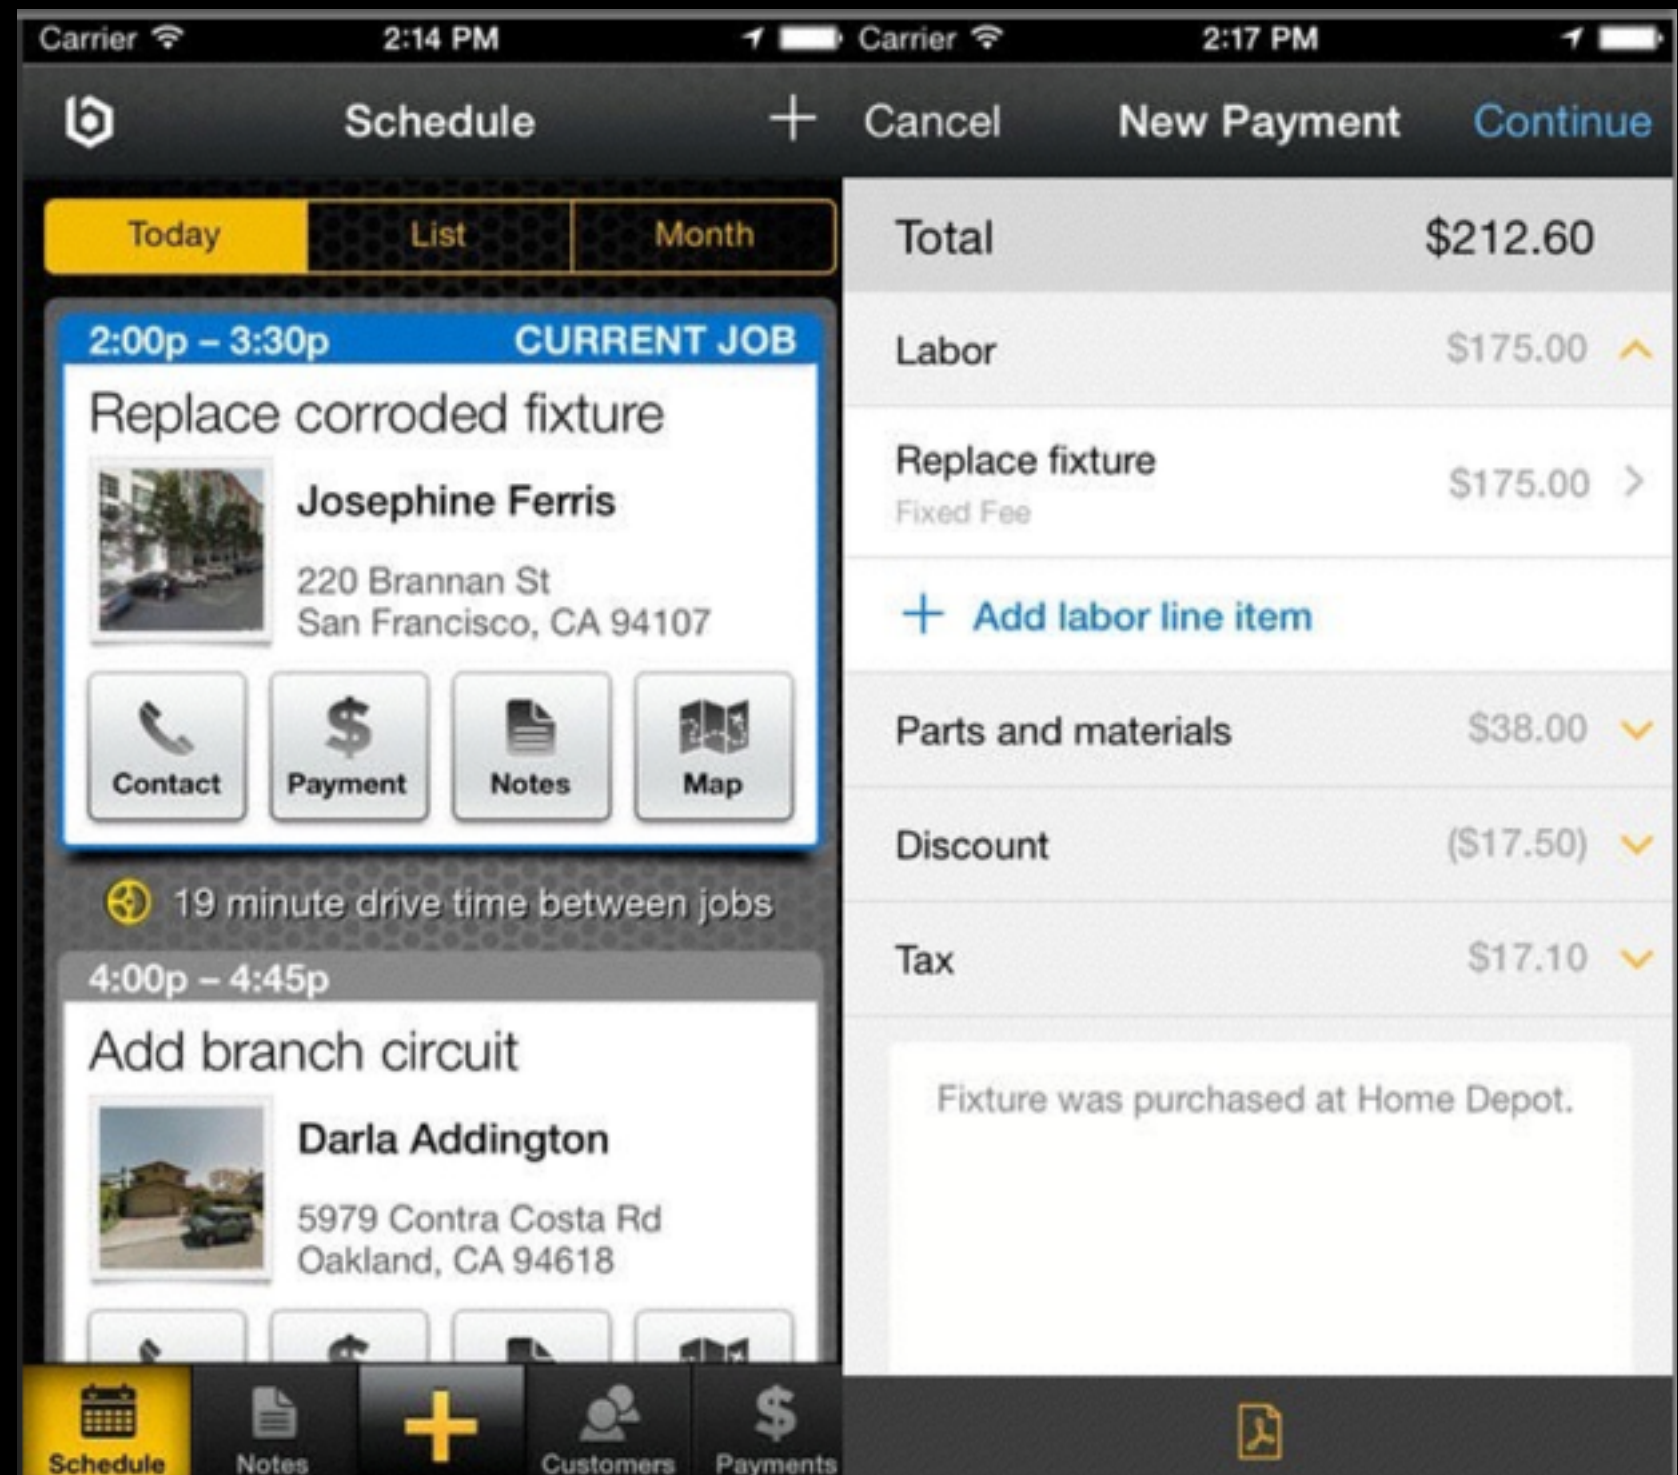 Carrier
2:14 PM
Schedule
Today
List
Month
2:00p – 3:30p
CURRENT JOB
Replace corroded fixture
Josephine Ferris
220 Brannan St
San Francisco, CA 94107
Contact
Payment
Notes
Map
19 minute drive time between jobs
4:00p – 4:45p
Add branch circuit
Darla Addington
5979 Contra Costa Rd
Oakland, CA 94618
Schedule
Notes
Customers
Payments
Carrier
2:17 PM
Cancel
New Payment
Continue
Total
$212.60
Labor
$175.00
Replace fixture
$175.00
Fixed Fee
+ Add labor line item
Parts and materials
$38.00
Discount
($17.50)
Tax
$17.10
Fixture was purchased at Home Depot.